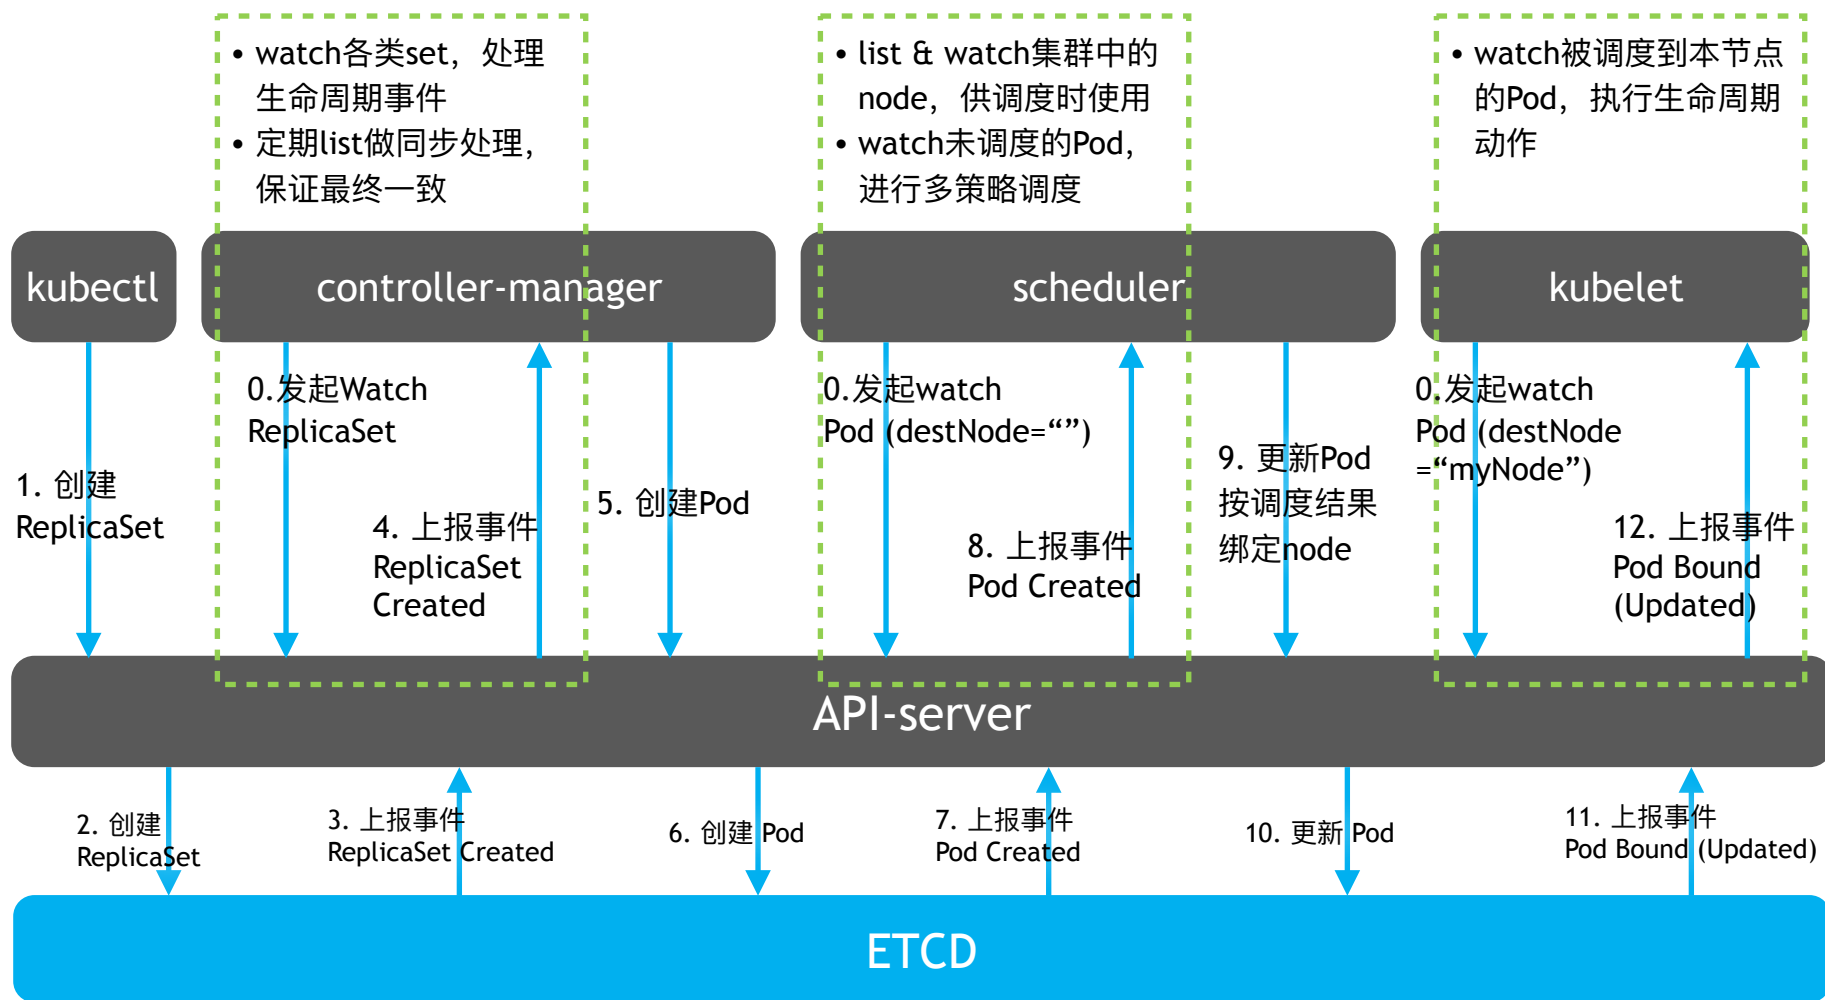 • watch各类set，处理
生命周期事件
• 定期list做同步处理，
保证最终一致
• list & watch集群中的
node，供调度时使用
• watch未调度的Pod，
进行多策略调度
• watch被调度到本节点
的Pod，执行生命周期
动作
kubectl
controller-manager
scheduler
kubelet
1. 创建
ReplicaSet
0.发起Watch
ReplicaSet
4. 上报事件
ReplicaSet
Created
5. 创建Pod
0.发起watch
Pod (destNode=“”)
8. 上报事件
Pod Created
9. 更新Pod
按调度结果
绑定node
0.发起watch
Pod (destNode
=“myNode”)
12. 上报事件
Pod Bound
(Updated)
API-server
2. 创建
ReplicaSet
3. 上报事件
ReplicaSet Created
6. 创建 Pod
7. 上报事件
Pod Created
10. 更新 Pod
11. 上报事件
Pod Bound (Updated)
ETCD